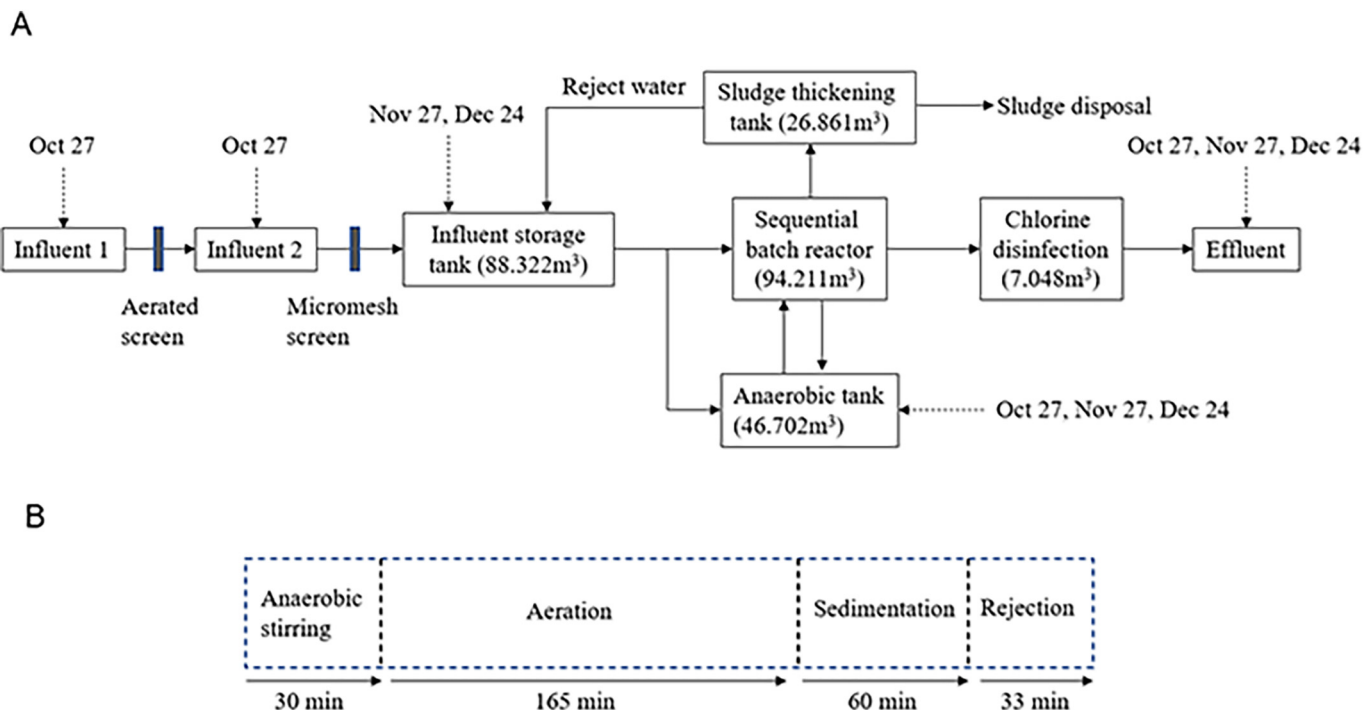 A
Reject water
Sludge thickening
tank (26.861m³)
Sludge disposal
Nov 27, Dec 24
Oct 27
Oct 27
Oct 27, Nov 27, Dec 24
Influent 1
Influent 2
Influent storage
tank (88.322m³)
Sequential
batch reactor
(94.211m³)
Chlorine
disinfection
(7.048m³)
Effluent
Aerated
screen
Micromesh
screen
Anaerobic tank
(46.702m³)
Oct 27, Nov 27, Dec 24
B
Anaerobic
stirring
Aeration
Sedimentation
Rejection
30 min
165 min
60 min
33 min